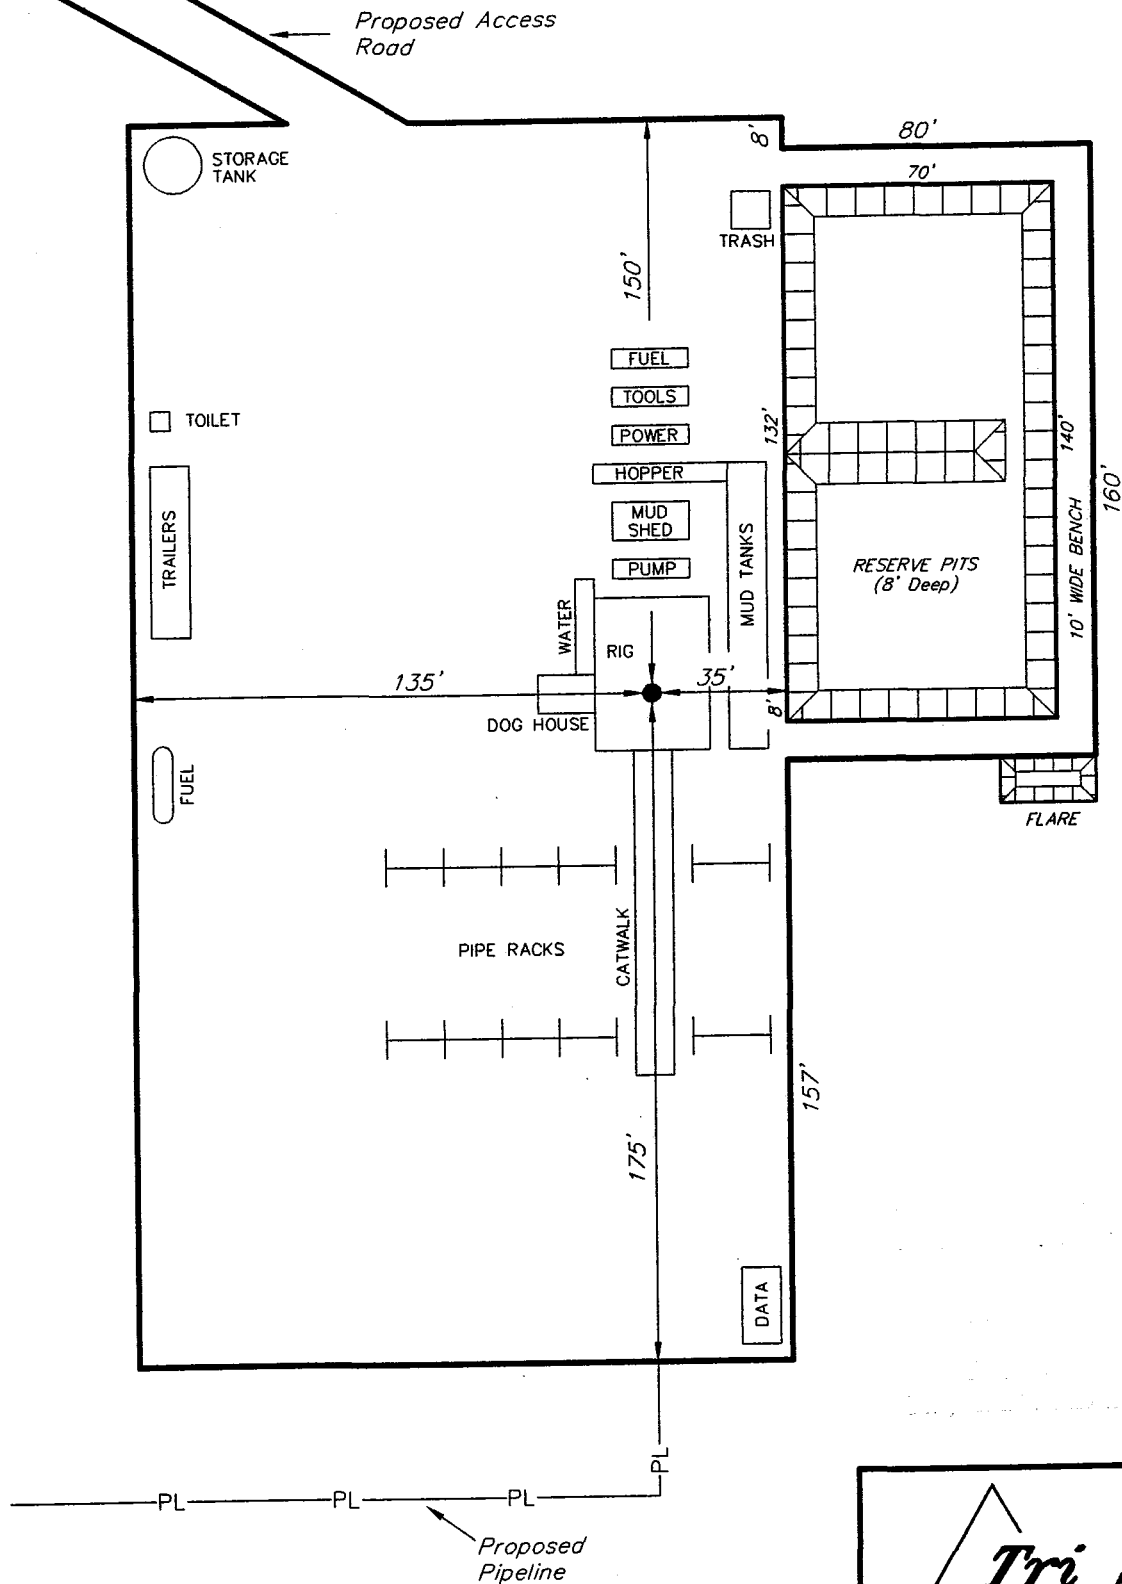 Proposed Access
Road
8'
80'
STORAGE
TANK
70'
TRASH
150'
FUEL
TOOLS
TOILET
POWER
132'
140'
HOPPER
160'
MUD
SHED
TRAILERS
MUD TANKS
RESERVE PITS
(8' Deep)
10' WIDE BENCH
PUMP
WATER
RIG
135'
35'
8'
DOG HOUSE
FUEL
FLARE
CATWALK
PIPE RACKS
157'
175'
DATA
PL
PL
PL
PL
Proposed
Pipeline
Tri